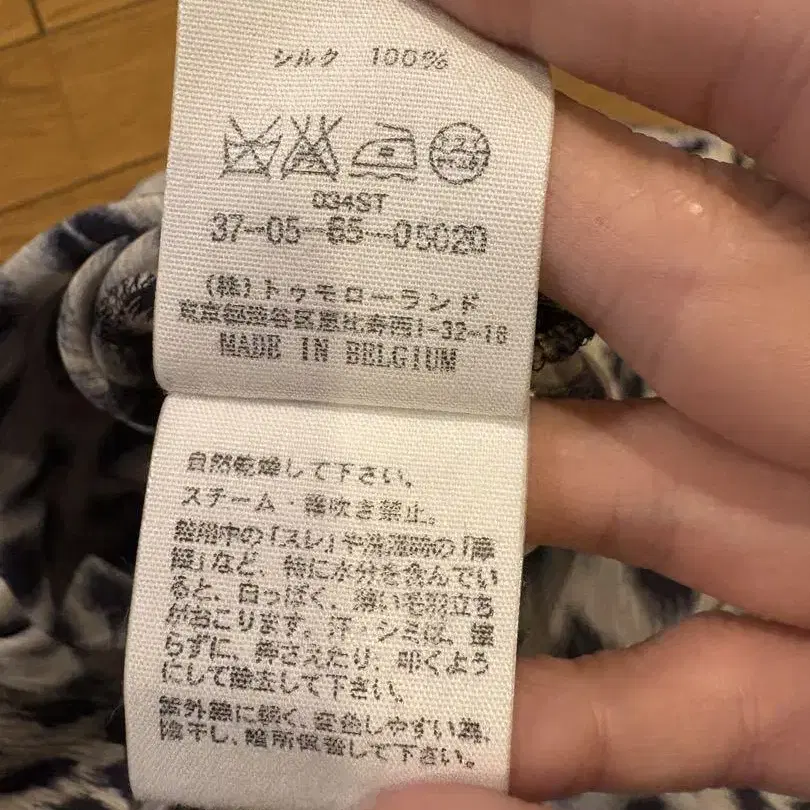 シルク 100%
034ST
37-05-65-05020
(株)トゥモローランド
東京都渋谷区恵比寿西1-32-18
MADE IN BELGIUM
自然乾燥して下さい。
スチーム・霧吹き禁止。
着用中の「スレ」や洗濯時の「摩
擦」など、特に水分を含んでい
ると、白っぽく、薄い毛羽立ち
がおこります。汗・シミは、擦
らずに、押さえたり、叩くよう
にして除去して下さい。
紫外線に弱く、変色しやすい為、
陰干し、暗所保管して下さい。